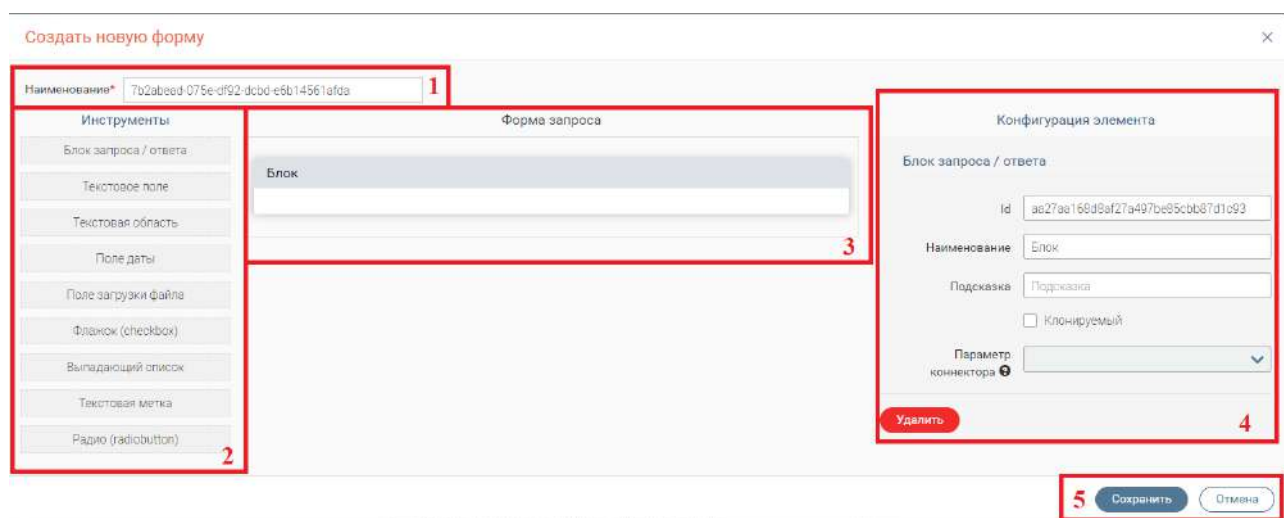 Создать новую форму
Наименование* 7b2abead-075e-df92-dcbd-e6b14561afda 1
Инструменты
Блок запроса / ответа
Текстовое поле
Текстовая область
Поле даты
Поле загрузки файла
Флажок (checkbox)
Выпадающий список
Текстовая метка
Радио (radiobutton)
2
Форма запроса
Блок
3
Конфигурация элемента
Блок запроса / ответа
Id aa27aa168d8af27a497be85cbb87d1c93
Наименование Блок
Подсказка Подсказка
Клонируемый
Параметр
коннектора
Удалить
4
5 Сохранить Отмена